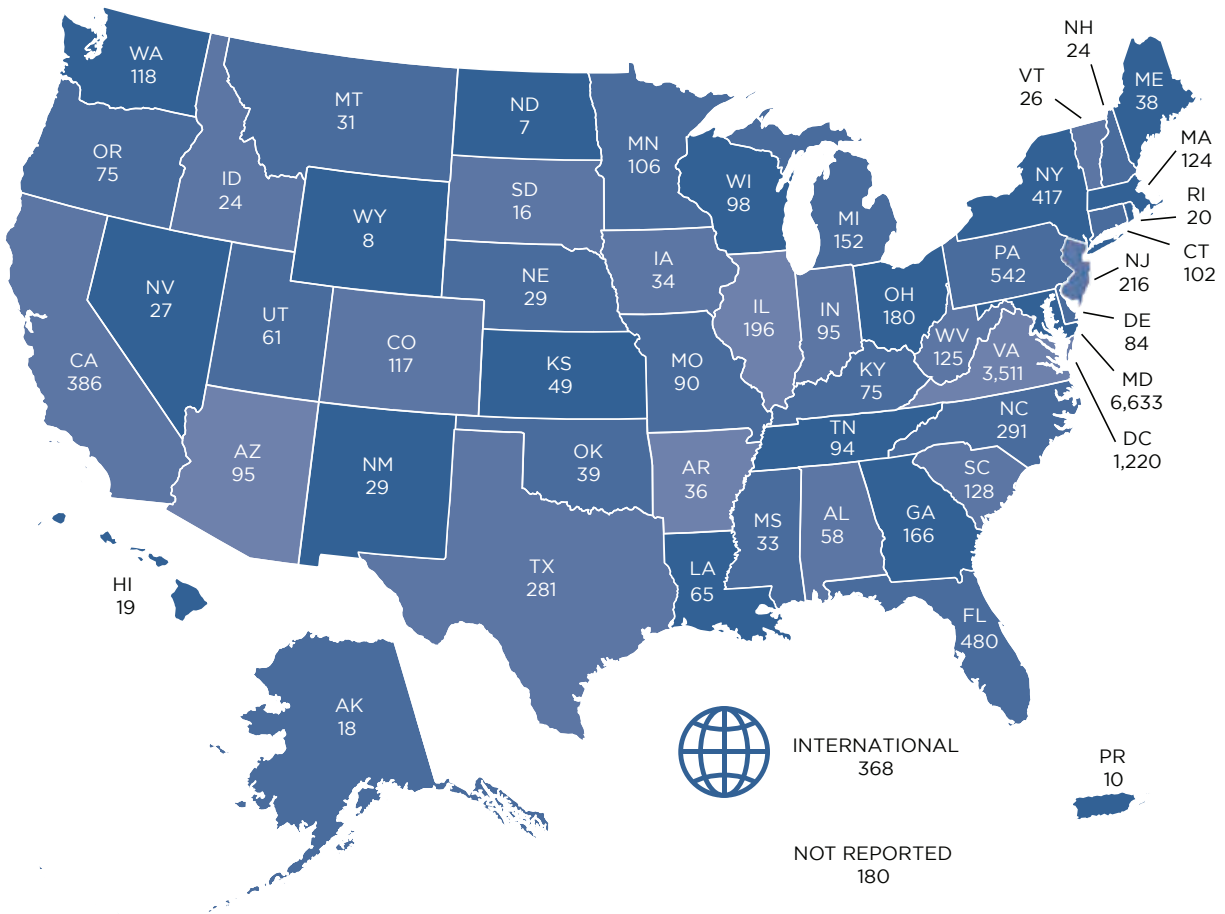 WA
118
OR
75
CA
386
NV
27
ID
24
MT
31
WY
8
UT
61
AZ
95
CO
117
NM
29
ND
7
SD
16
NE
29
KS
49
OK
39
TX
281
MN
106
IA
34
MO
90
AR
36
LA
65
WI
98
IL
196
MI
152
IN
95
OH
180
KY
75
TN
94
MS
33
AL
58
GA
166
FL
480
SC
128
NC
291
VA
3,511
WV
125
PA
542
NY
417
VT
26
NH
24
ME
38
MA
124
RI
20
CT
102
NJ
216
DE
84
MD
6,633
DC
1,220
HI
19
AK
18
INTERNATIONAL
368
PR
10
NOT REPORTED
180